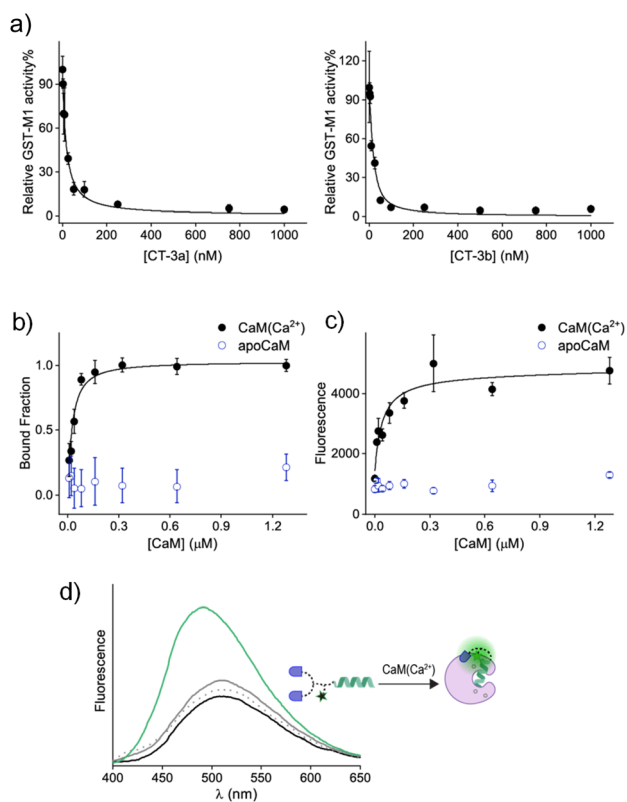 a)
Relative GST-M1 activity%
90
60
30
0
0 200 400 600 800 1000
[CT-3a] (nM)
Relative GST-M1 activity%
120
90
60
30
0
0 200 400 600 800 1000
[CT-3b] (nM)
b)
CaM(Ca²⁺)
apoCaM
Bound Fraction
1.0
0.5
0.0
0.0 0.3 0.6 0.9 1.2
[CaM] (μM)
c)
CaM(Ca²⁺)
apoCaM
Fluorescence
4000
2000
0
0.0 0.3 0.6 0.9 1.2
[CaM] (μM)
d)
Fluorescence
400 450 500 550 600 650
λ (nm)
CaM(Ca²⁺)